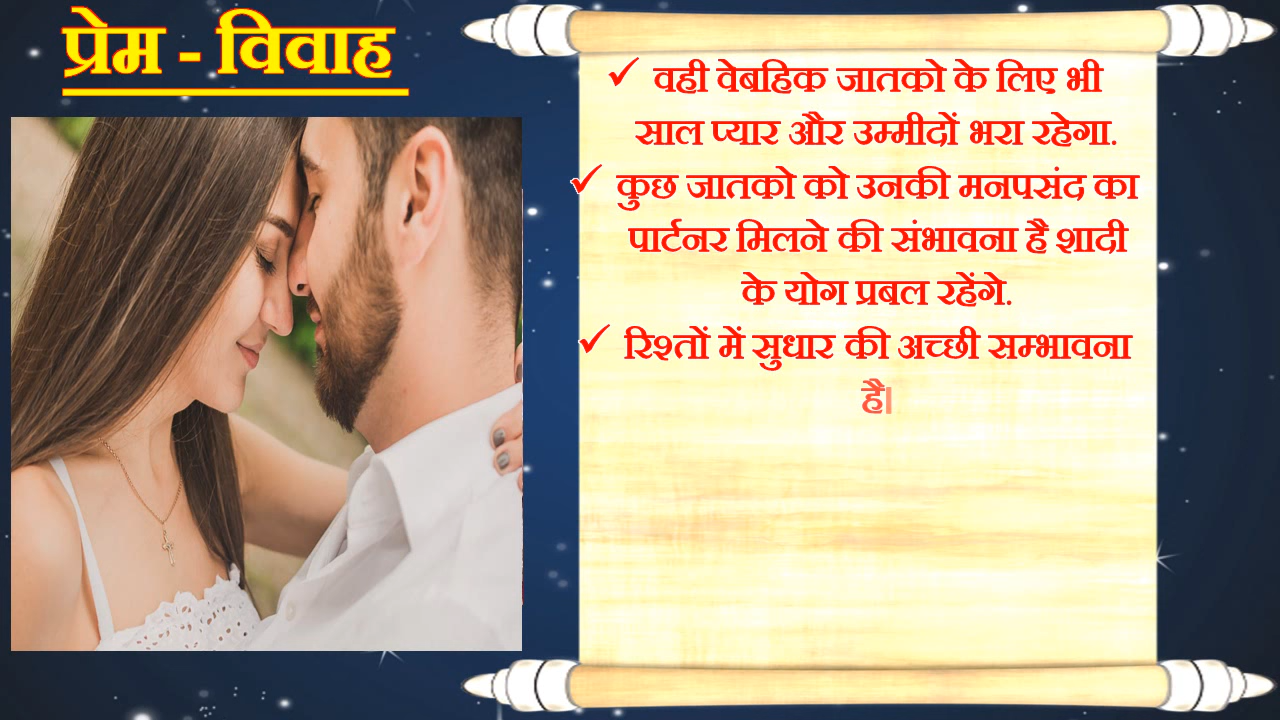 प्रेम - विवाह
✓ वही वेबहिक जातको के लिए भी
साल प्यार और उम्मीदों भरा रहेगा.
✓ कुछ जातको को उनकी मनपसंद का
पार्टनर मिलने की संभावना है शादी
के योग प्रबल रहेंगे.
✓ रिश्तों में सुधार की अच्छी सम्भावना
है।